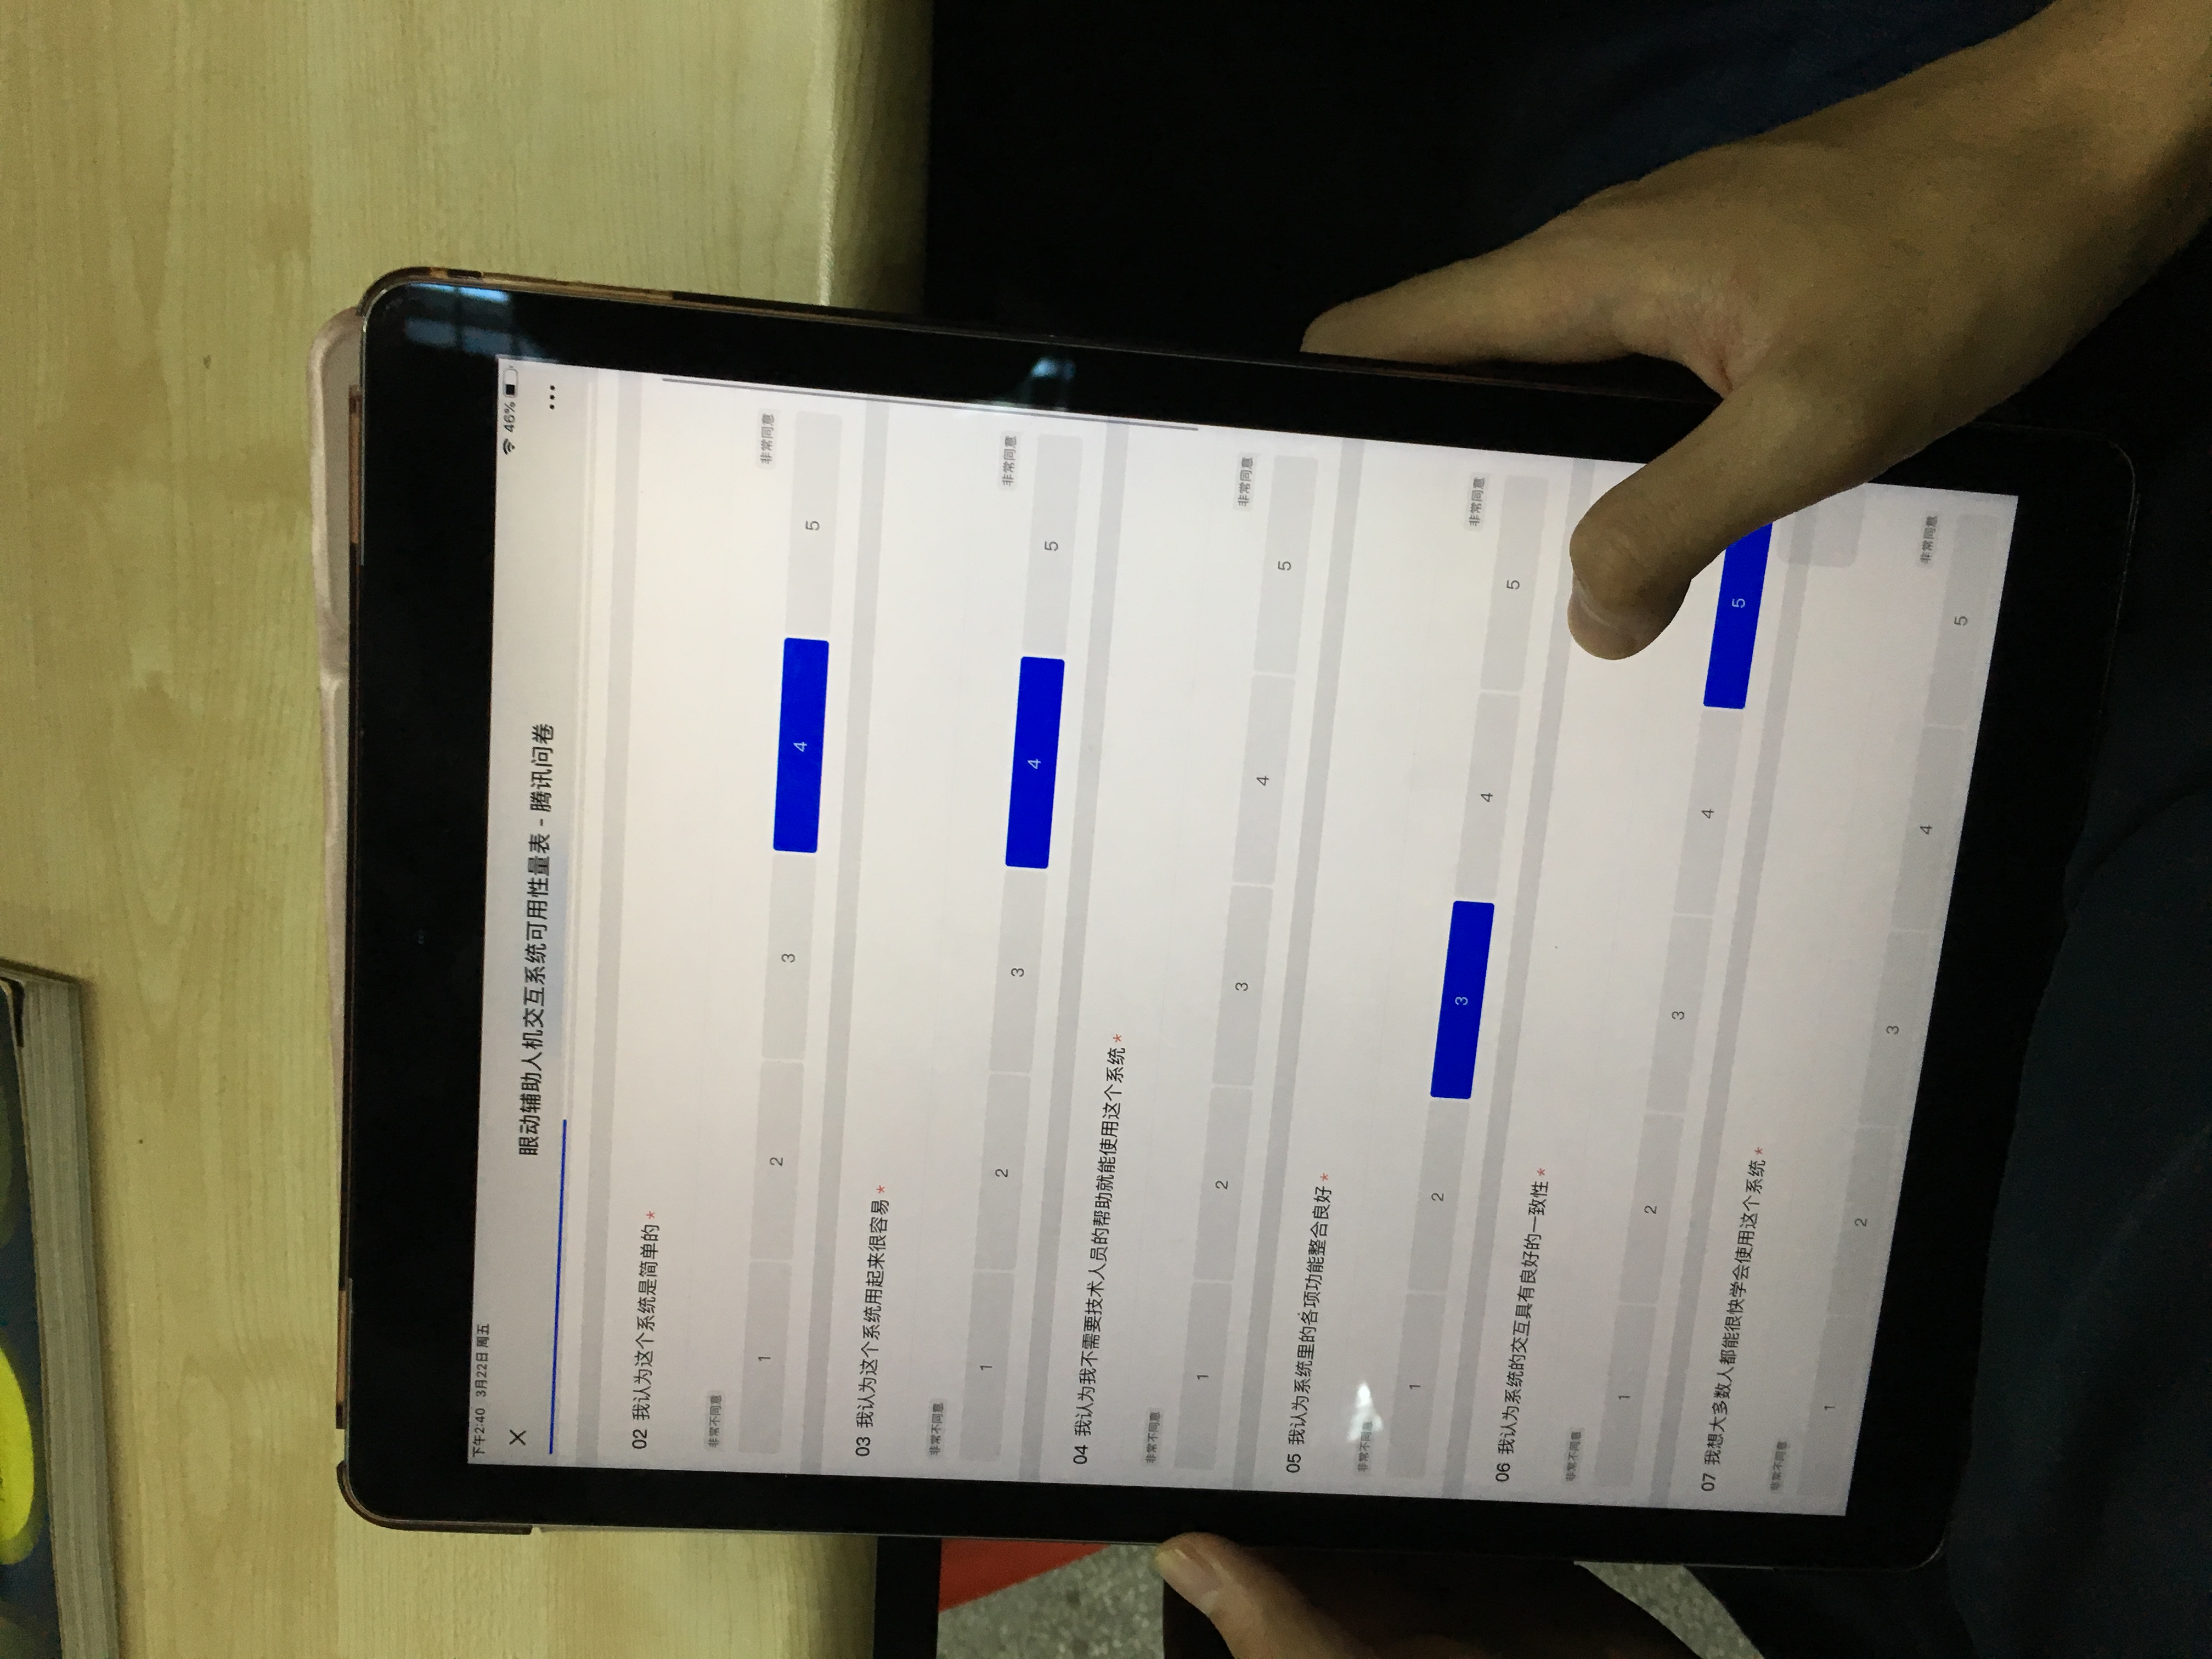 下午2:40 3月22日 周五
46%
眼动辅助人机交互系统可用性量表 - 腾讯问卷
02 我认为这个系统是简单的 *
非常不同意
非常同意
1 2 3 4 5
03 我认为这个系统用起来很容易 *
非常不同意
非常同意
1 2 3 4 5
04 我认为我不需要技术人员的帮助就能使用这个系统 *
非常不同意
非常同意
1 2 3 4 5
05 我认为系统里的各项功能整合良好 *
非常不同意
非常同意
1 2 3 4 5
06 我认为系统的交互具有良好的一致性 *
非常不同意
1 2 3 4 5
07 我想大多数人都能很快学会使用这个系统 *
非常不同意
非常同意
1 2 3 4 5